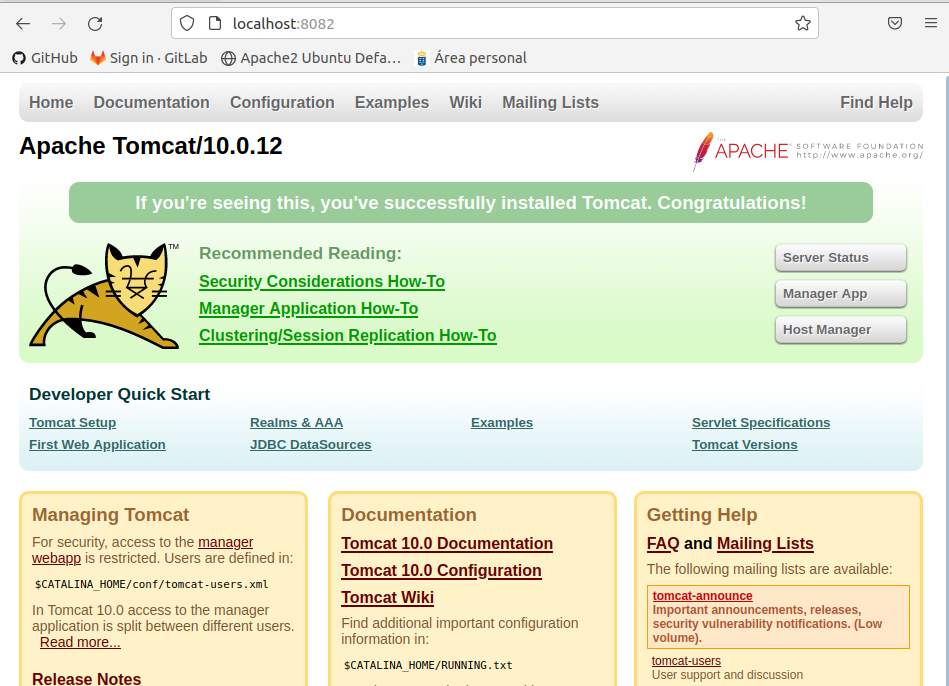 localhost:8082
GitHub Sign in · GitLab Apache2 Ubuntu Defa… Área personal
Home Documentation Configuration Examples Wiki Mailing Lists Find Help
Apache Tomcat/10.0.12
THE APACHE SOFTWARE FOUNDATION
http://www.apache.org/
If you're seeing this, you've successfully installed Tomcat. Congratulations!
TM
Recommended Reading:
Security Considerations How-To
Manager Application How-To
Clustering/Session Replication How-To
Server Status
Manager App
Host Manager
Developer Quick Start
Tomcat Setup
First Web Application
Realms & AAA
JDBC DataSources
Examples
Servlet Specifications
Tomcat Versions
Managing Tomcat
For security, access to the manager
webapp is restricted. Users are defined in:
$CATALINA_HOME/conf/tomcat-users.xml
In Tomcat 10.0 access to the manager
application is split between different users.
Read more...
Release Notes
Documentation
Tomcat 10.0 Documentation
Tomcat 10.0 Configuration
Tomcat Wiki
Find additional important configuration
information in:
$CATALINA_HOME/RUNNING.txt
Getting Help
FAQ and Mailing Lists
The following mailing lists are available:
tomcat-announce
Important announcements, releases,
security vulnerability notifications. (Low
volume).
tomcat-users
User support and discussion